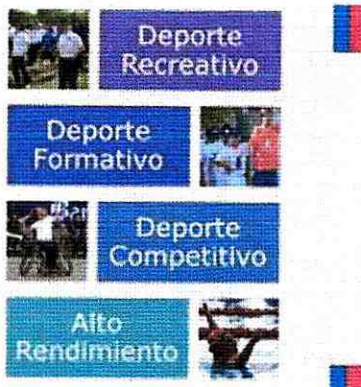 Deporte
Recreativo
Deporte
Formativo
Deporte
Competitivo
Alto
Rendimiento